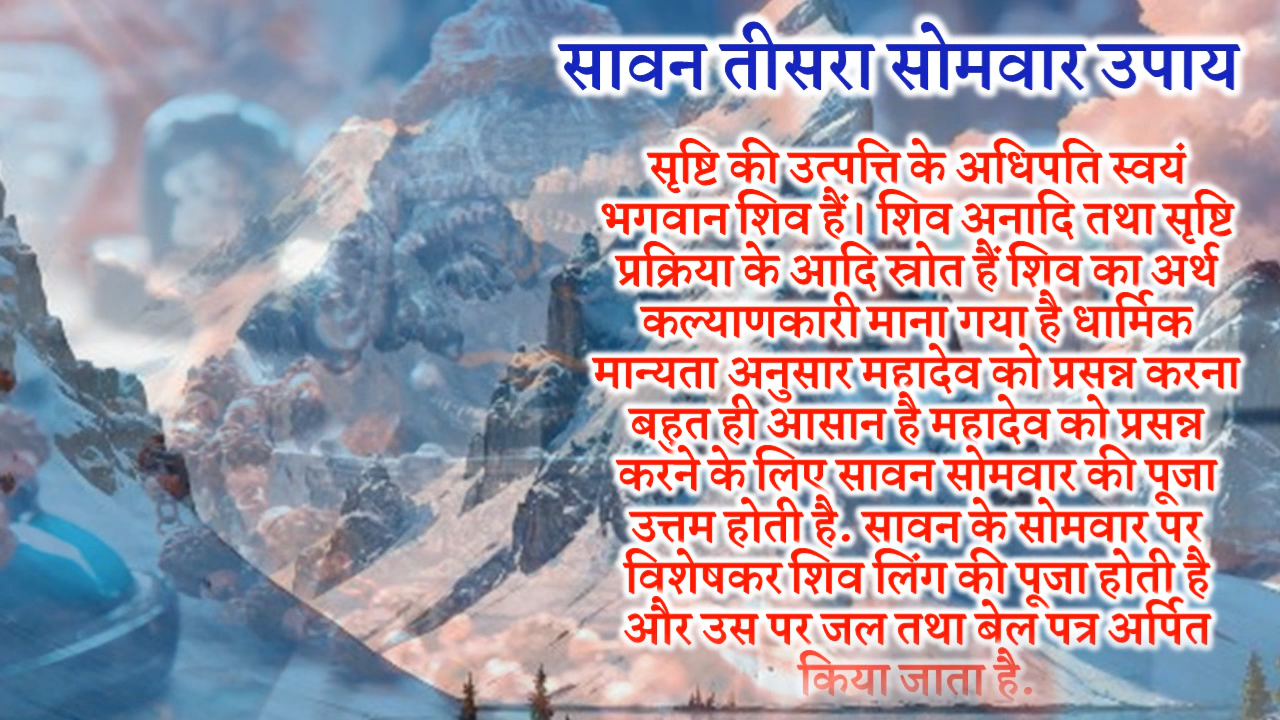 सावन तीसरा सोमवार उपाय
सृष्टि की उत्पत्ति के अधिपति स्वयं
भगवान शिव हैं। शिव अनादि तथा सृष्टि
प्रक्रिया के आदि स्रोत हैं शिव का अर्थ
कल्याणकारी माना गया है धार्मिक
मान्यता अनुसार महादेव को प्रसन्न करना
बहुत ही आसान है महादेव को प्रसन्न
करने के लिए सावन सोमवार की पूजा
उत्तम होती है. सावन के सोमवार पर
विशेषकर शिव लिंग की पूजा होती है
और उस पर जल तथा बेल पत्र अर्पित
किया जाता है.